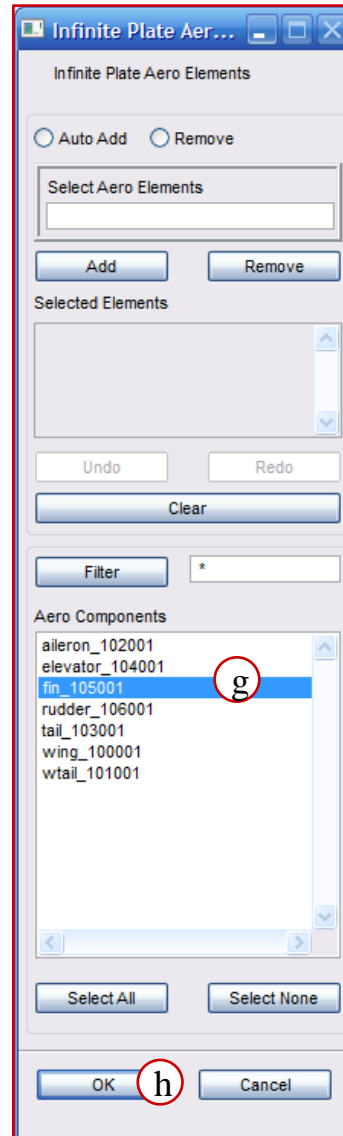 Infinite Plate Aer...
Infinite Plate Aero Elements
Auto Add Remove
Select Aero Elements
Add Remove
Selected Elements
Undo Redo
Clear
Filter *
Aero Components
aileron_102001
elevator_104001
fin_105001 g
rudder_106001
tail_103001
wing_100001
wtail_101001
Select All Select None
OK h Cancel